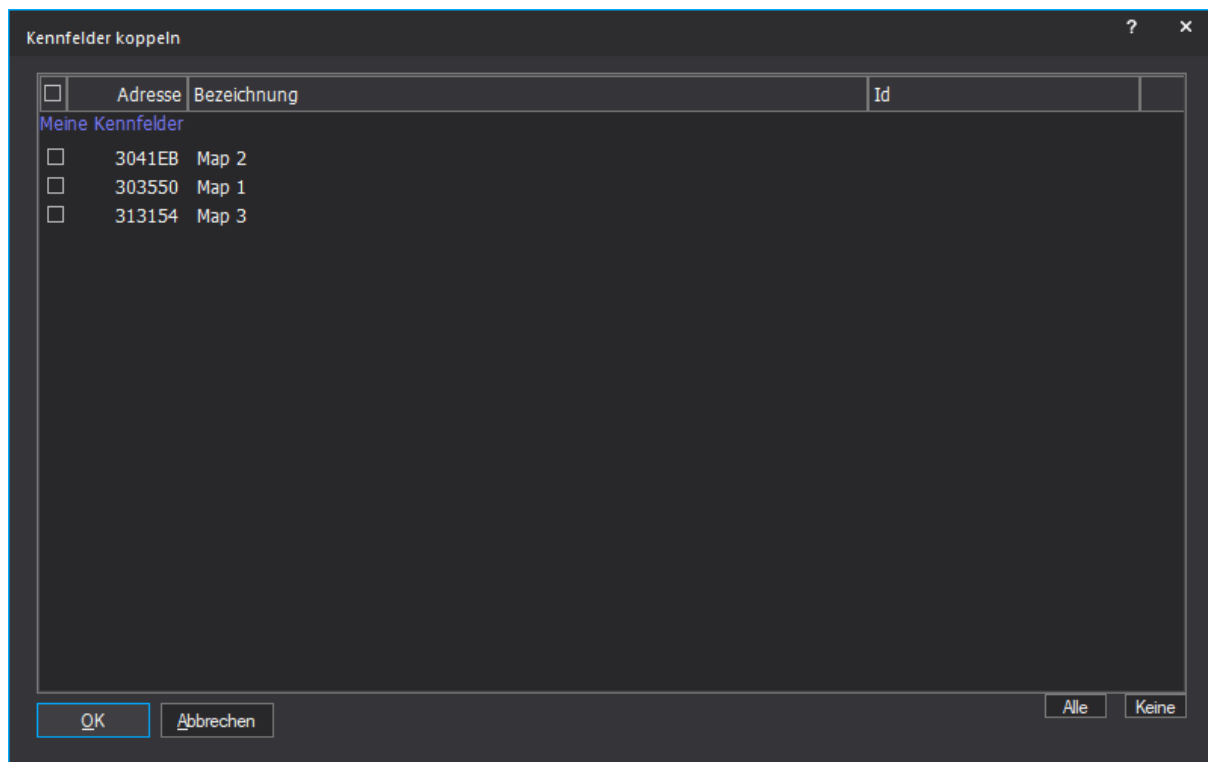 Kennfelder koppeln ? ×
Adresse Bezeichnung Id
Meine Kennfelder
3041EB Map 2
303550 Map 1
313154 Map 3
Alle Keine
OK Abbrechen